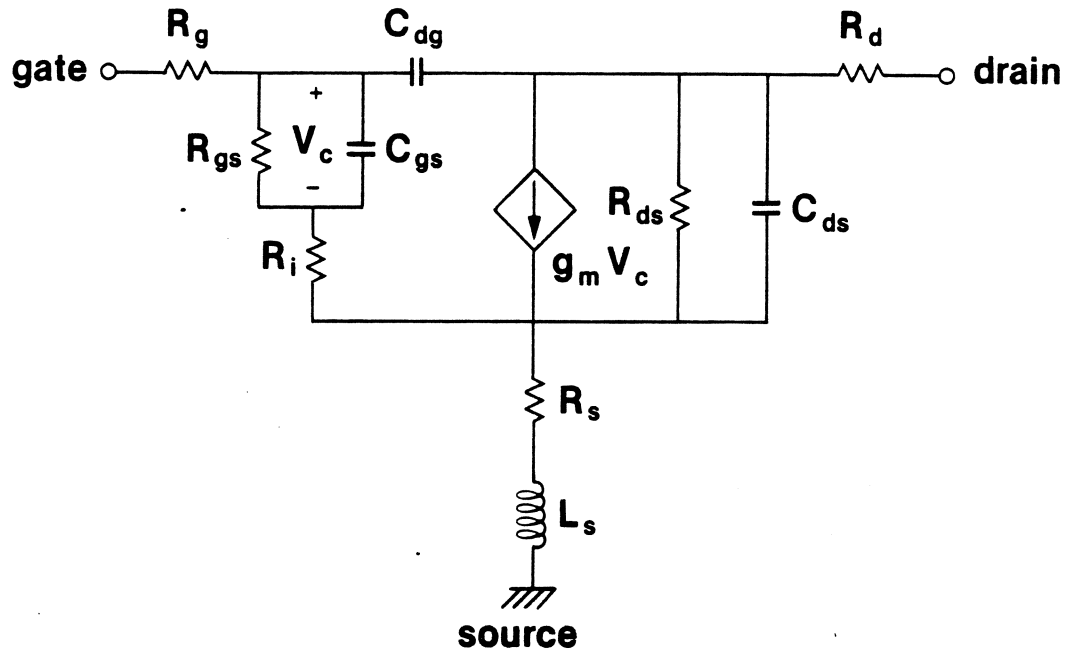 R_g
C_dg
R_d
gate
drain
+
R_gs
V_c
C_gs
−
R_i
R_ds
C_ds
g_m V_c
R_s
L_s
source